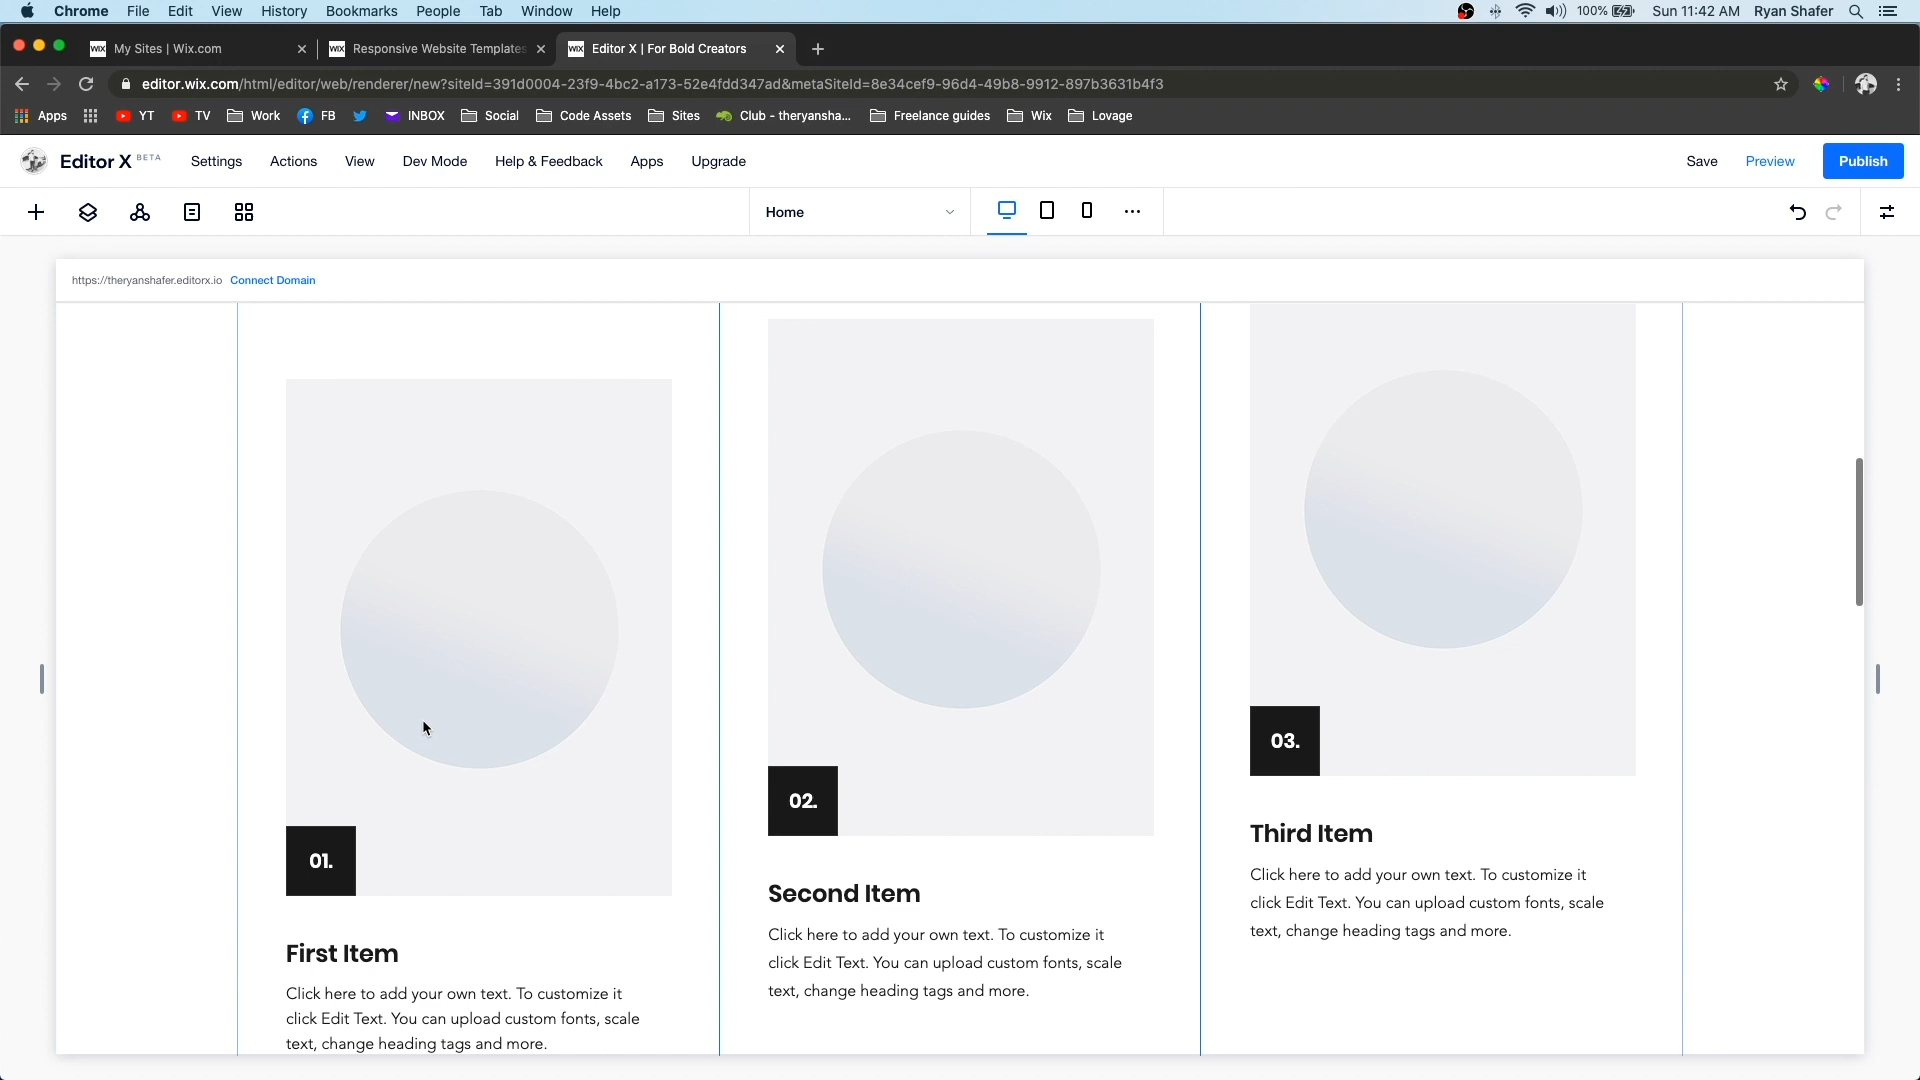 Chrome File Edit View History Bookmarks People Tab Window Help 100% Sun 11:42 AM Ryan Shafer
WIX My Sites | Wix.com WIX Responsive Website Templates WIX Editor X | For Bold Creators
editor.wix.com/html/editor/web/renderer/new?siteId=391d0004-23f9-4bc2-a173-52e4fdd347ad&metaSiteId=8e34cef9-96d4-49b8-9912-897b3631b4f3
Apps YT TV Work FB INBOX Social Code Assets Sites Club - theryansha... Freelance guides Wix Lovage
Editor X BETA Settings Actions View Dev Mode Help & Feedback Apps Upgrade Save Preview Publish
Home
https://theryanshafer.editorx.io Connect Domain
01.
First Item
Click here to add your own text. To customize it
click Edit Text. You can upload custom fonts, scale
text, change heading tags and more.
02.
Second Item
Click here to add your own text. To customize it
click Edit Text. You can upload custom fonts, scale
text, change heading tags and more.
03.
Third Item
Click here to add your own text. To customize it
click Edit Text. You can upload custom fonts, scale
text, change heading tags and more.